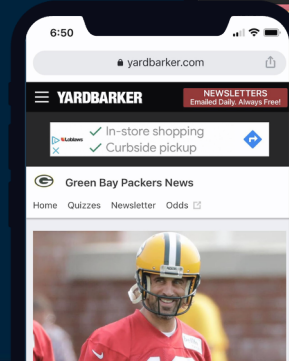 6:50
yardbarker.com
YARDBARKER
NEWSLETTERS
Emailed Daily. Always Free!
Loblaws
In-store shopping
Curbside pickup
G
Green Bay Packers News
Home Quizzes Newsletter Odds